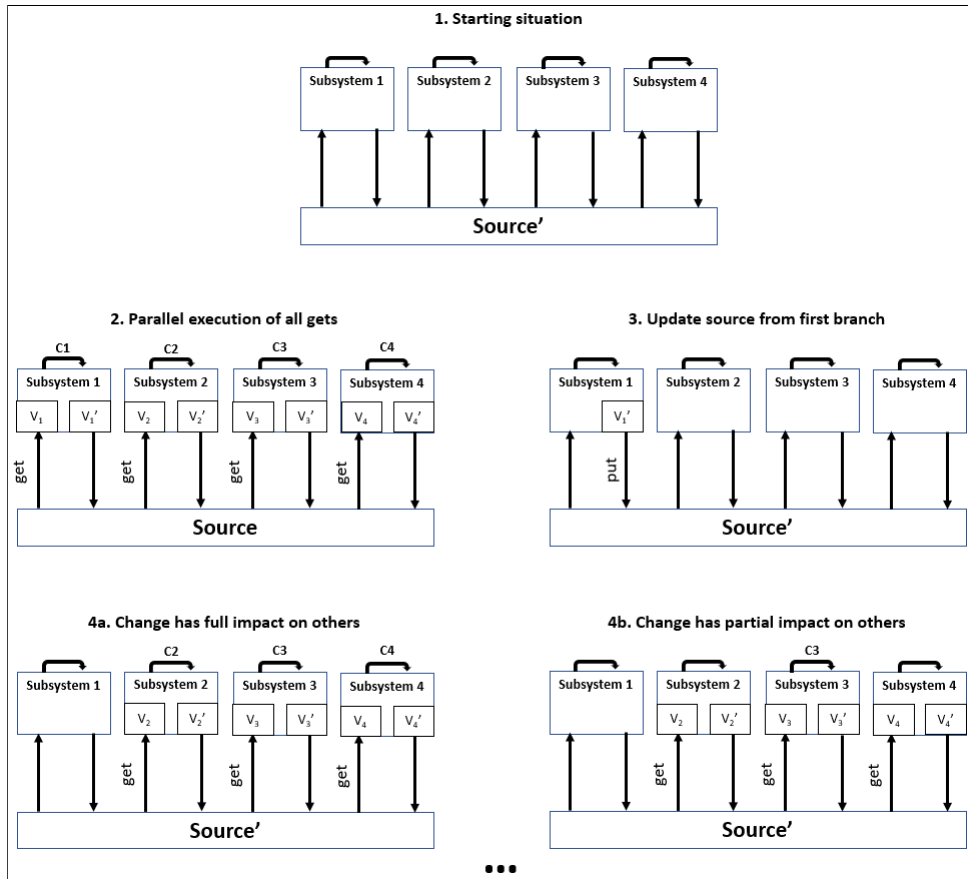 1. Starting situation
Subsystem 1 Subsystem 2 Subsystem 3 Subsystem 4
Source’
2. Parallel execution of all gets
C1 C2 C3 C4
Subsystem 1 Subsystem 2 Subsystem 3 Subsystem 4
V₁ V₁’ V₂ V₂’ V₃ V₃’ V₄ V₄’
get get get get
Source
3. Update source from first branch
Subsystem 1 Subsystem 2 Subsystem 3 Subsystem 4
V₁’
put
Source’
4a. Change has full impact on others
C2 C3 C4
Subsystem 1 Subsystem 2 Subsystem 3 Subsystem 4
V₂ V₂’ V₃ V₃’ V₄ V₄’
get get get
Source’
4b. Change has partial impact on others
C3
Subsystem 1 Subsystem 2 Subsystem 3 Subsystem 4
V₂ V₂’ V₃ V₃’ V₄ V₄’
get get get
Source’
...